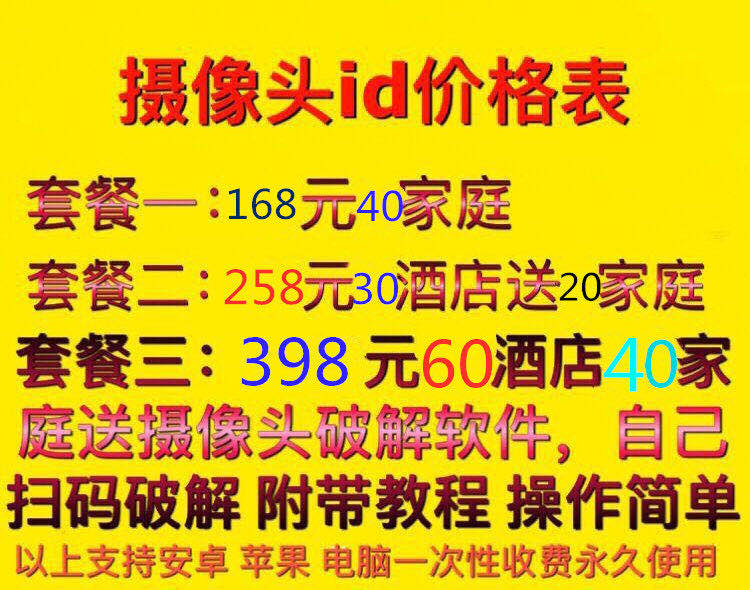 摄像头id价格表
套餐一：168元40家庭
套餐二：258元30酒店送20家庭
套餐三：398元60酒店40家
庭送摄像头破解软件，自己
扫码破解 附带教程 操作简单
以上支持安卓 苹果 电脑一次性收费永久使用